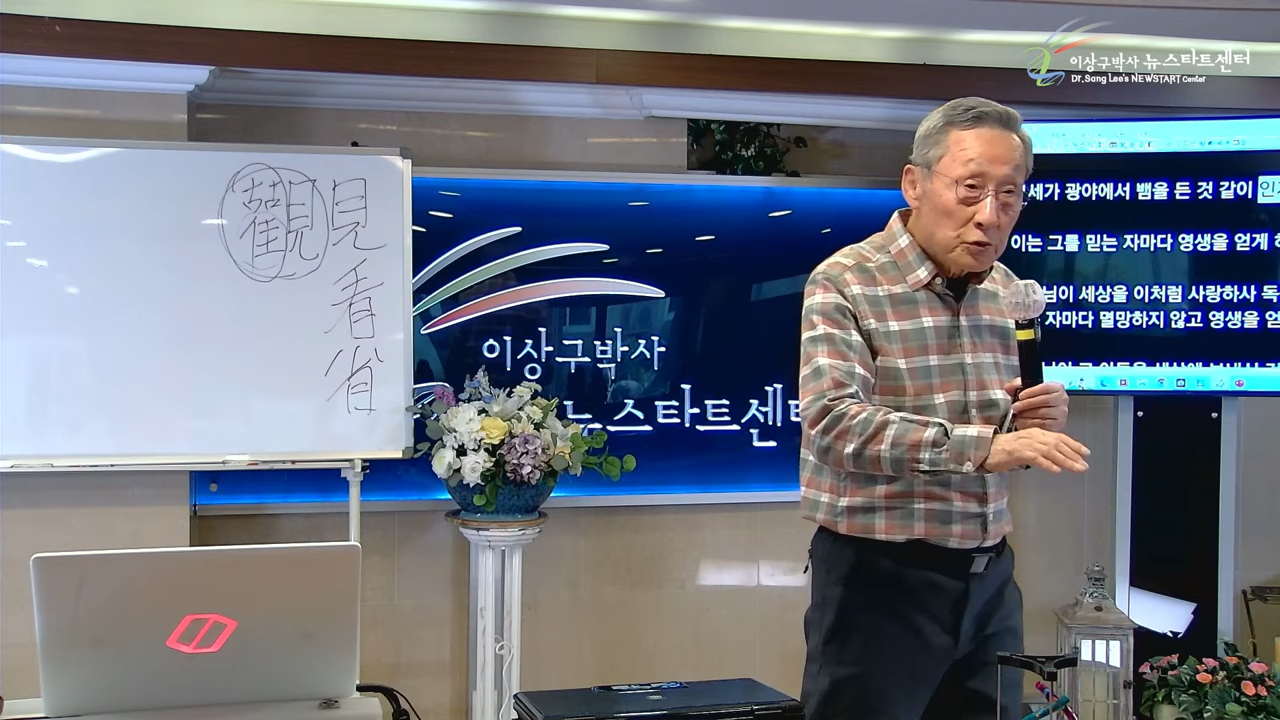 이상구박사 뉴스타트센터
Dr. Sang Lee's NEWSTART Center
觀見
看
省
이상구박사
뉴스타트센터
세가 광야에서 뱀을 든 것 같이
이는 그를 믿는 자마다 영생을 얻게
님이 세상을 이처럼 사랑하사 독
자마다 멸망하지 않고 영생을